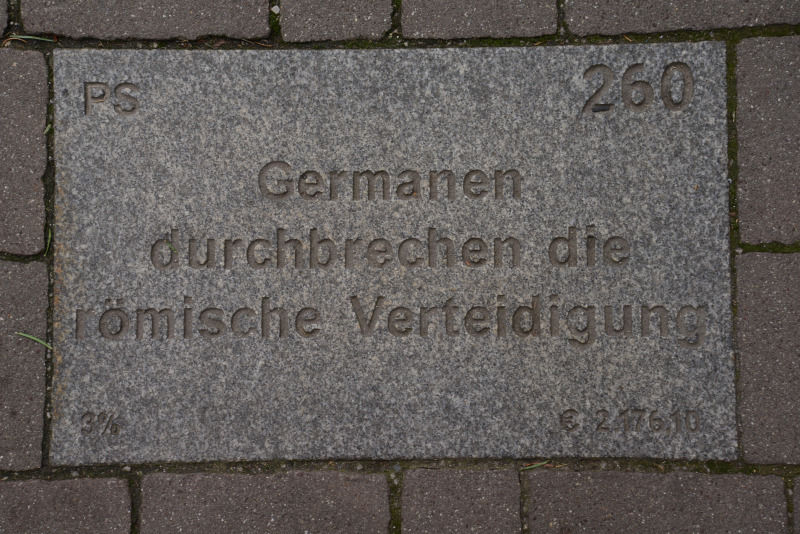 PS 260
Germanen
durchbrechen die
römische Verteidigung
3% € 2.176.10